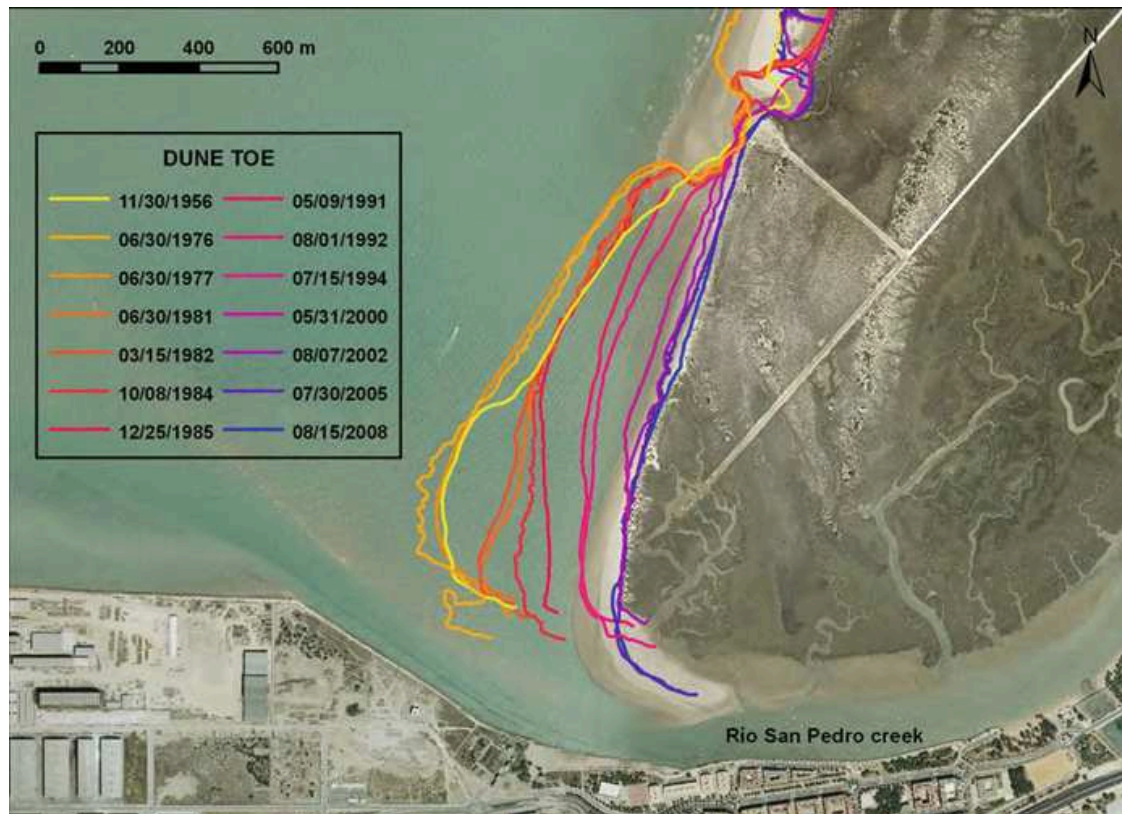 0 200 400 600 m
N
DUNE TOE
11/30/1956 05/09/1991
06/30/1976 08/01/1992
06/30/1977 07/15/1994
06/30/1981 05/31/2000
03/15/1982 08/07/2002
10/08/1984 07/30/2005
12/25/1985 08/15/2008
Rio San Pedro creek